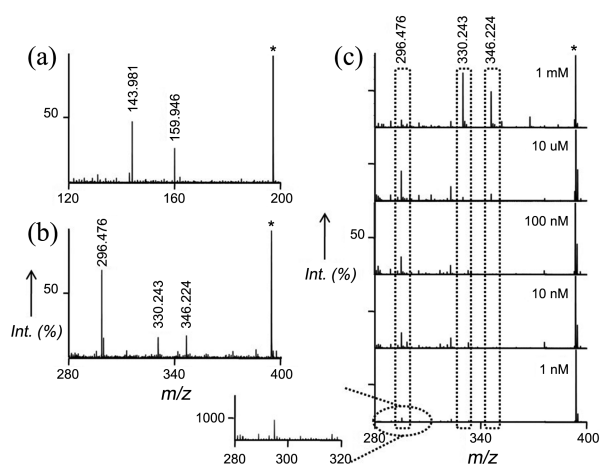 (a)
143.981
159.946
*
50
120
160
200
(b)
296.476
330.243
346.224
*
50
Int. (%)
280
340
400
m/z
1000
280
300
320
(c)
296.476
330.243
346.224
*
1 mM
10 uM
100 nM
50
Int. (%)
10 nM
1 nM
280
340
400
m/z